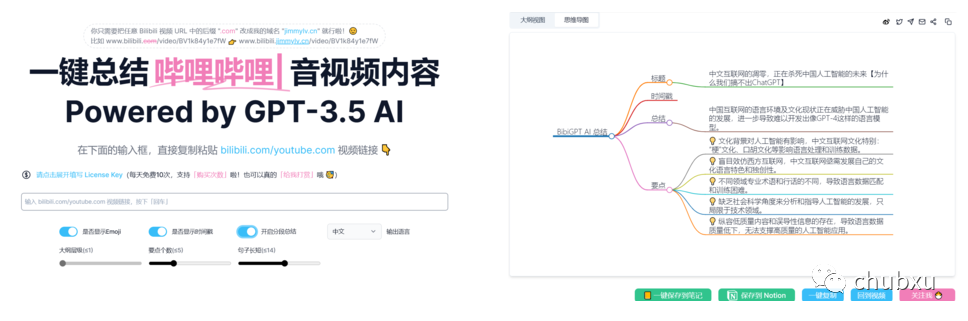 你只需要把任意 Bilibili 视频 URL 中的后缀 ".com" 改成我的域名 "jimmylv.cn" 就行啦！😉
比如 www.bilibili.com/video/BV1k84y1e7fW 👉 www.bilibili.jimmylv.cn/video/BV1k84y1e7fW
一键总结 哔哩哔哩 音视频内容
Powered by GPT-3.5 AI
在下面的输入框，直接复制粘贴 bilibili.com/youtube.com 视频链接 👇
请点击展开填写 License Key（每天免费10次，支持「购买次数」啦！也可以真的「给我打赏」哦 🤣）
输入 bilibili.com/youtube.com 视频链接，按下「回车」
是否显示Emoji
是否显示时间戳
开启分段总结
中文
输出语言
大纲层级(≤1)
要点个数(≤5)
句子长短(≤14)
大纲视图
思维导图
BibiGPT AI 总结
标题
中文互联网的凋零，正在杀死中国人工智能的未来【为什
么我们搞不出ChatGPT】
时间戳
总结
中国互联网的语言环境及文化现状正在威胁中国人工智能
的发展，进一步导致难以开发出像GPT-4这样的语言模
型。
要点
💡 文化背景对人工智能有影响，中文互联网文化特别：
“梗”文化、口胡文化等影响语言处理和训练数据。
💡 盲目效仿西方互联网，中文互联网亟需发展自己的文
化语言特色和独创性。
💡 不同领域专业术语和行话的不同，导致语言数据匹配
和训练困难。
💡 缺乏社会科学角度来分析和指导人工智能的发展，只
局限于技术领域。
💡 纵容低质量内容和误导性信息的存在，导致语言数据
质量低下，无法支撑高质量的人工智能应用。
一键保存到笔记
保存到 Notion
一键复制
回到视频
关注我
chubxu